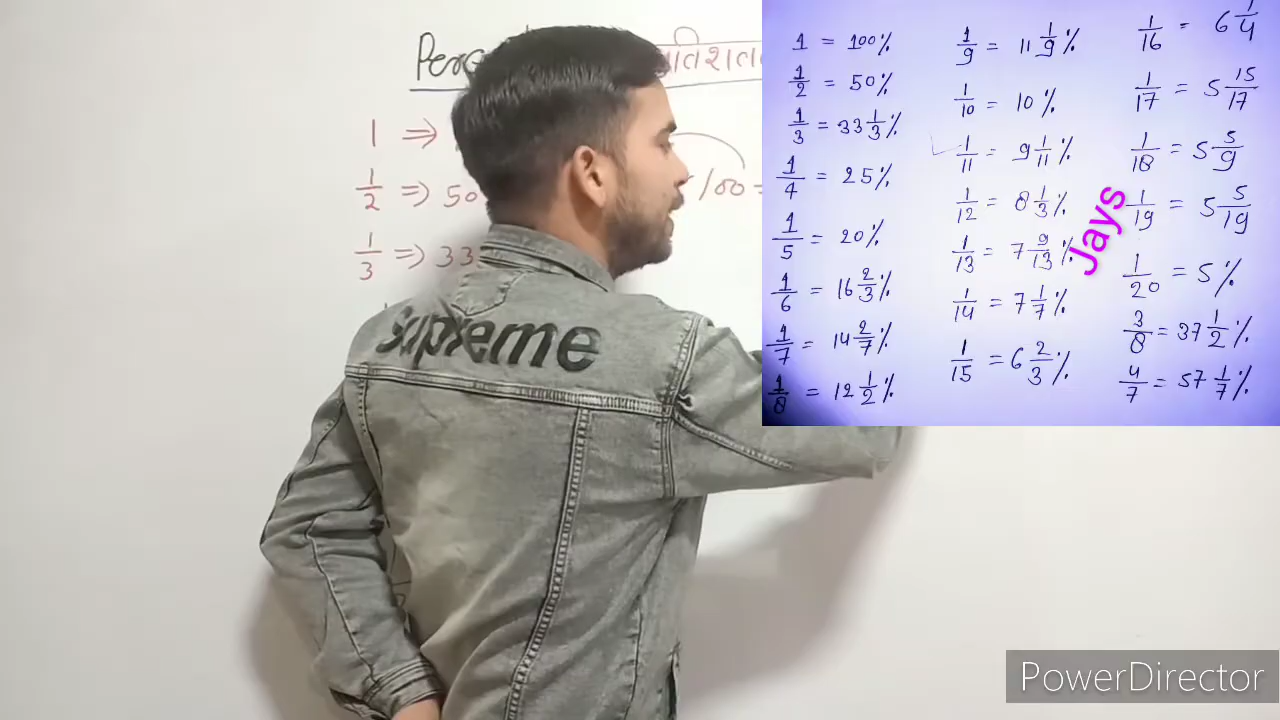 1 ⇒
1/2 ⇒ 50
1/3 ⇒ 33
Supreme
1 = 100%
1/2 = 50%
1/3 = 33 1/3 %
1/4 = 25%
1/5 = 20%
1/6 = 16 2/3 %
1/7 = 14 2/7 %
1/8 = 12 1/2 %
1/9 = 11 1/9 %
1/10 = 10%
1/11 = 9 1/11 %
1/12 = 8 1/3 %
1/13 = 7 9/13 %
1/14 = 7 1/7 %
1/15 = 6 2/3 %
1/16 = 6 1/4
1/17 = 5 15/17
1/18 = 5 5/9
1/19 = 5 5/19
1/20 = 5%
3/8 = 37 1/2 %
4/7 = 57 1/7 %
Jays
PowerDirector